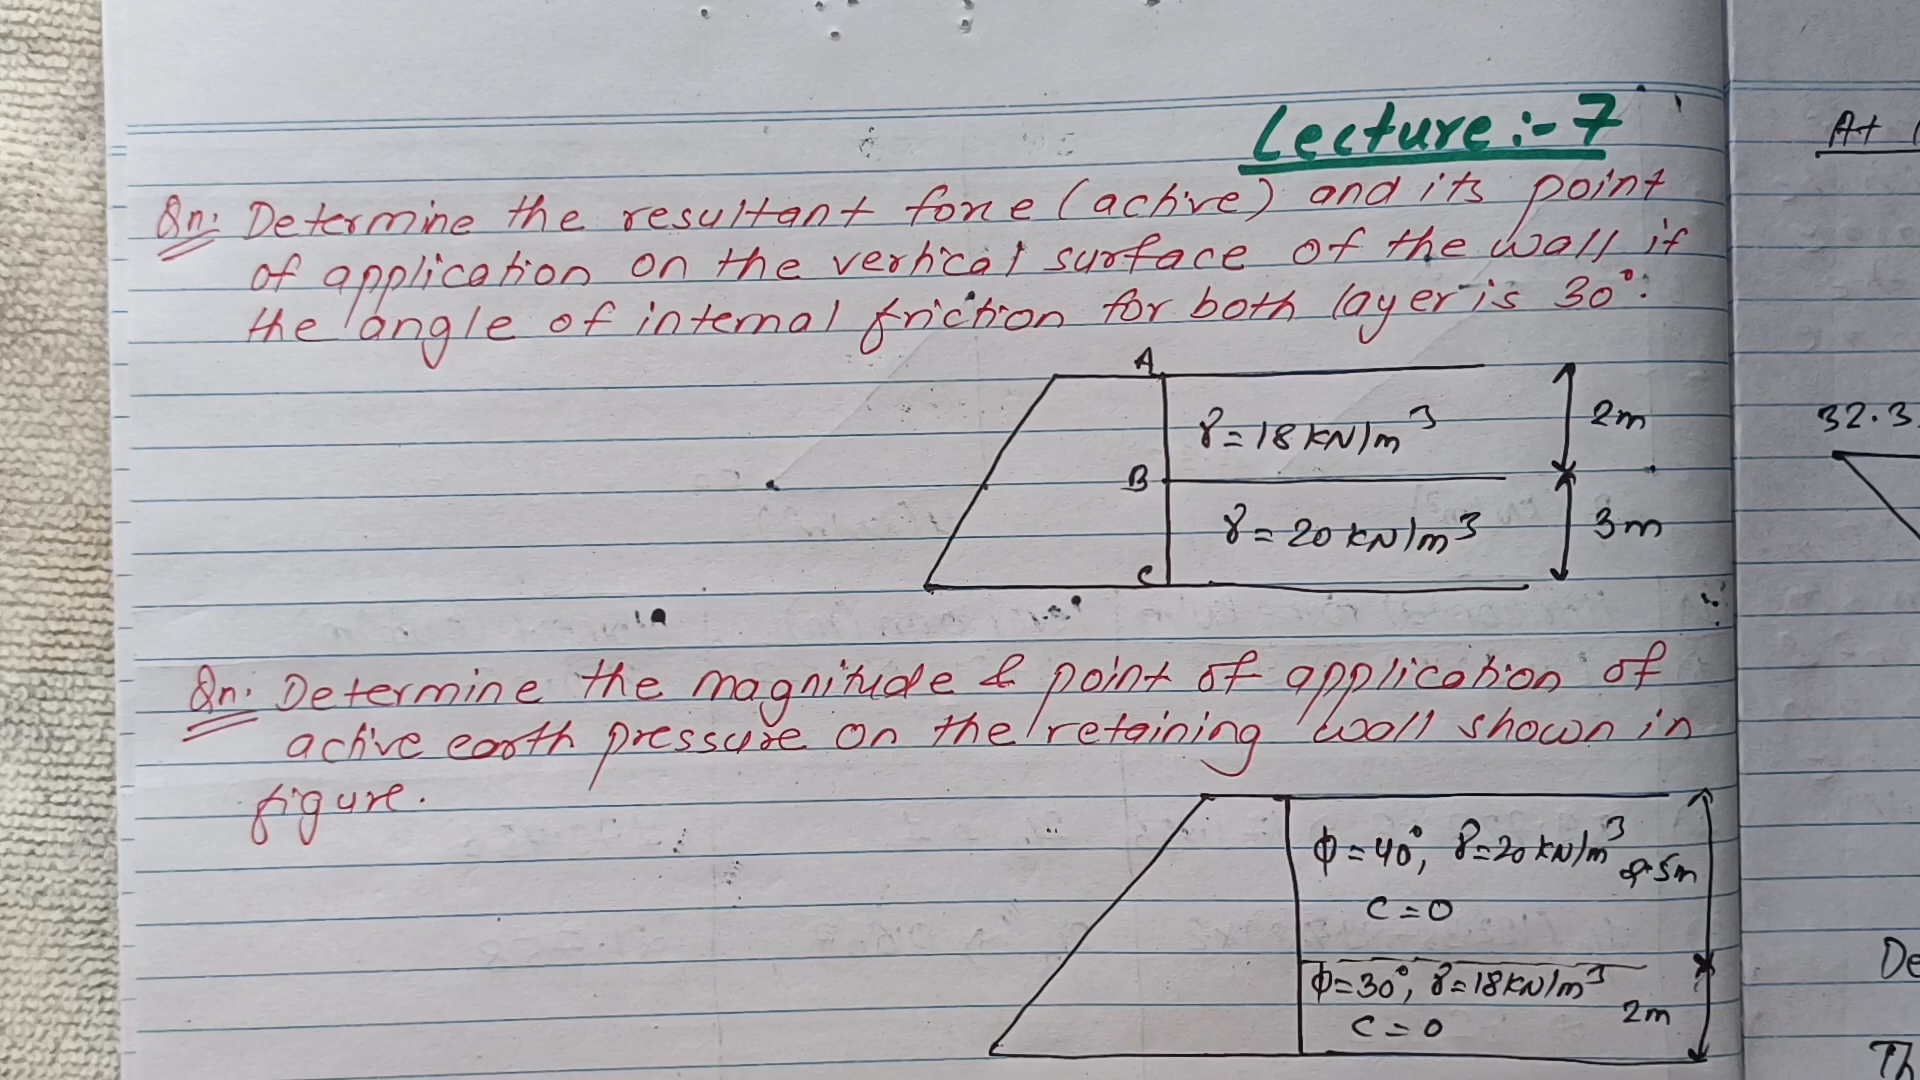 Lecture:-7
Qn: Determine the resultant force (active) and its point
of application on the vertical surface of the wall if
the angle of internal friction for both layer is 30°.
A
γ=18 kN/m³
2m
B
γ=20 kN/m³
3m
C
Qn: Determine the magnitude & point of application of
active earth pressure on the retaining wall shown in
figure.
φ=40°, γ=20 kN/m³
5m
C=0
φ=30°, γ=18 kN/m³
2m
C=0
At
32.3
De
Th